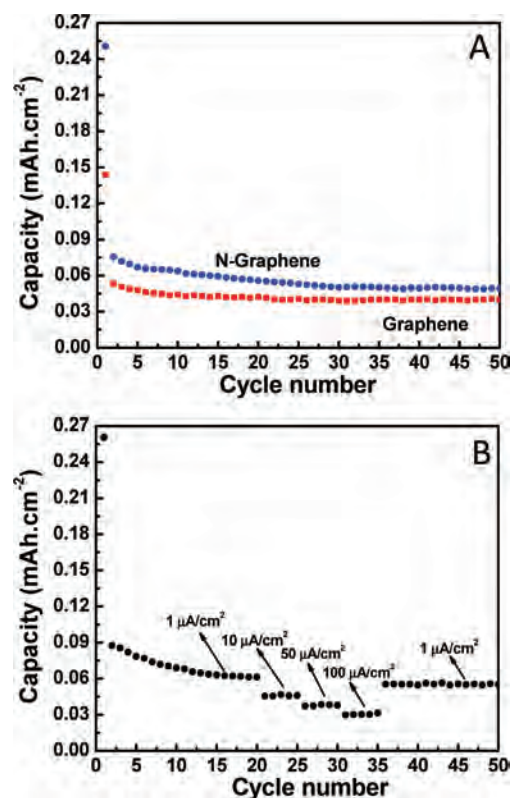 A
0.27
0.24
0.21
0.18
0.15
0.12
0.09
0.06
0.03
0.00
Capacity (mAh.cm-2)
N-Graphene
Graphene
0 5 10 15 20 25 30 35 40 45 50
Cycle number
B
0.27
0.24
0.21
0.18
0.15
0.12
0.09
0.06
0.03
0.00
Capacity (mAh.cm-2)
1 μA/cm2
10 μA/cm2
50 μA/cm2
100 μA/cm2
1 μA/cm2
0 5 10 15 20 25 30 35 40 45 50
Cycle number